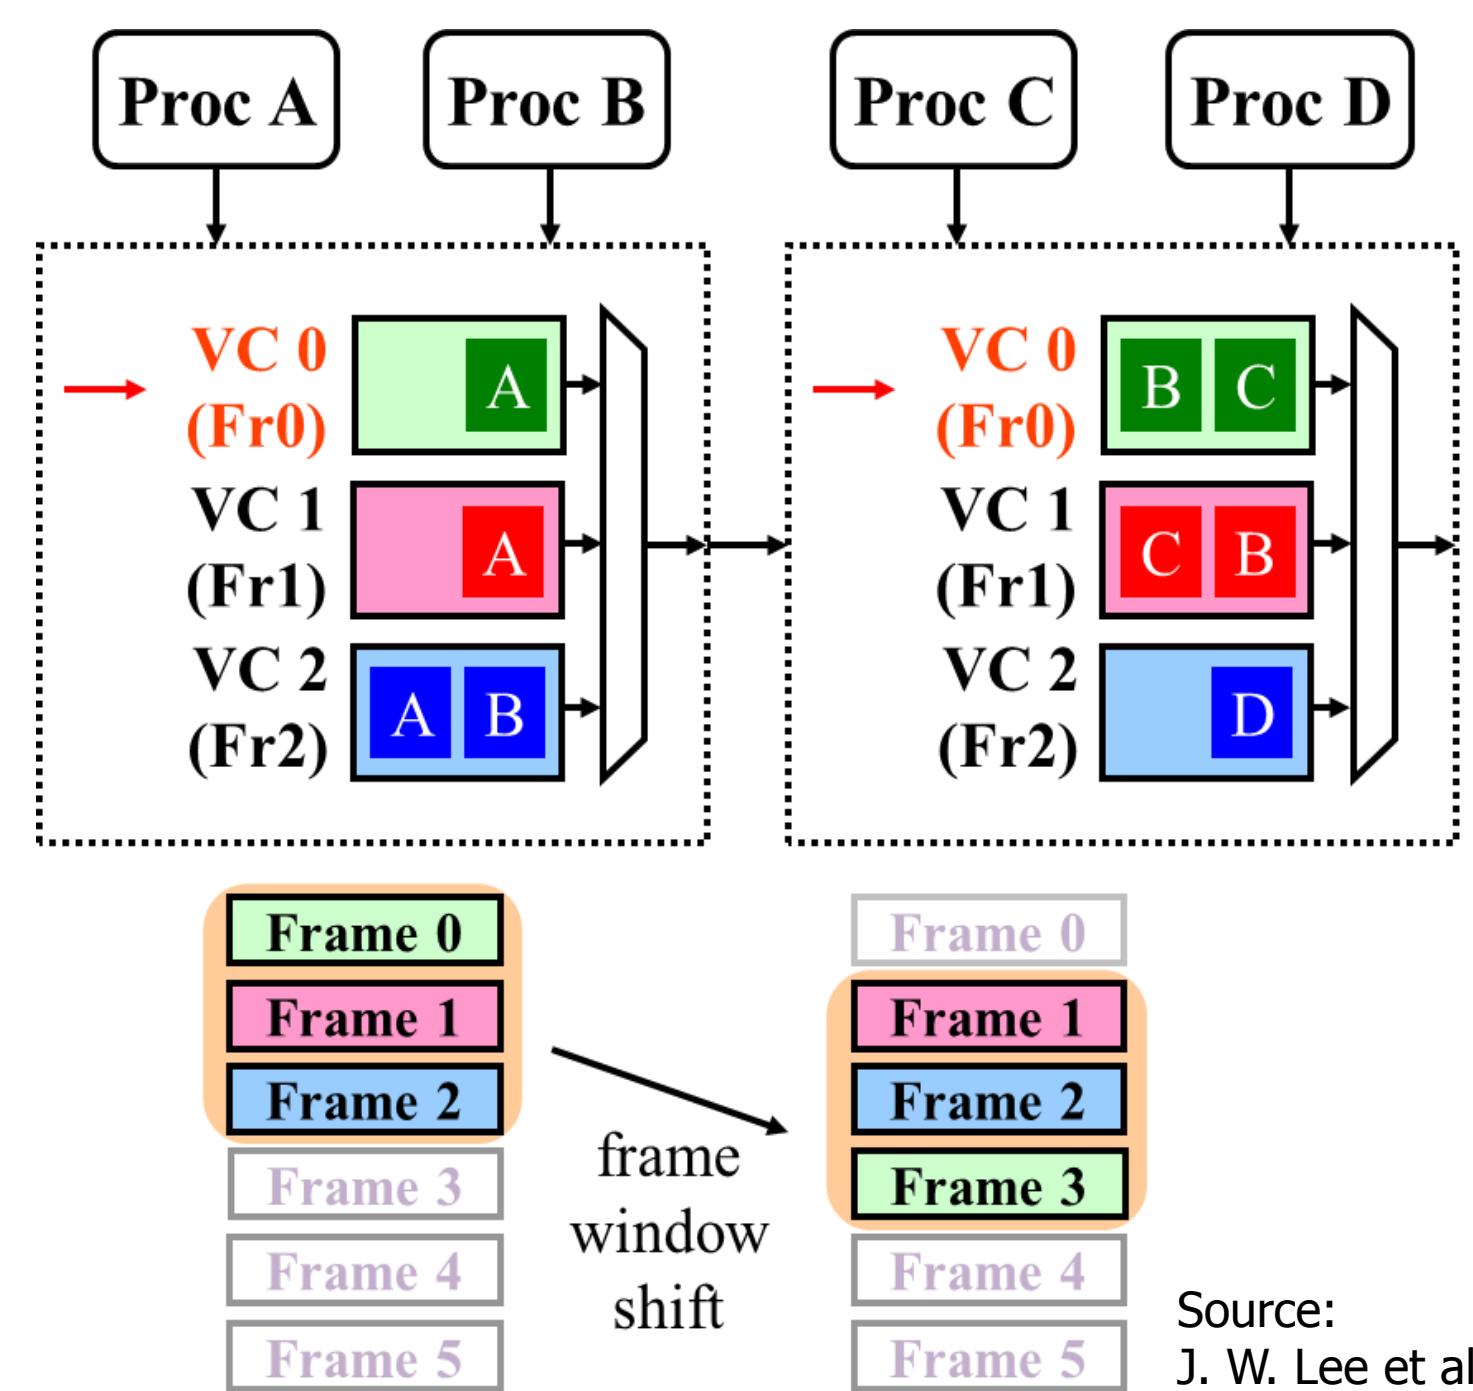 Proc A
Proc B
Proc C
Proc D
VC 0
(Fr0)
A
VC 1
(Fr1)
A
VC 2
(Fr2)
A B
VC 0
(Fr0)
B C
VC 1
(Fr1)
C B
VC 2
(Fr2)
D
Frame 0
Frame 1
Frame 2
Frame 3
Frame 4
Frame 5
frame
window
shift
Frame 0
Frame 1
Frame 2
Frame 3
Frame 4
Frame 5
Source:
J. W. Lee et al